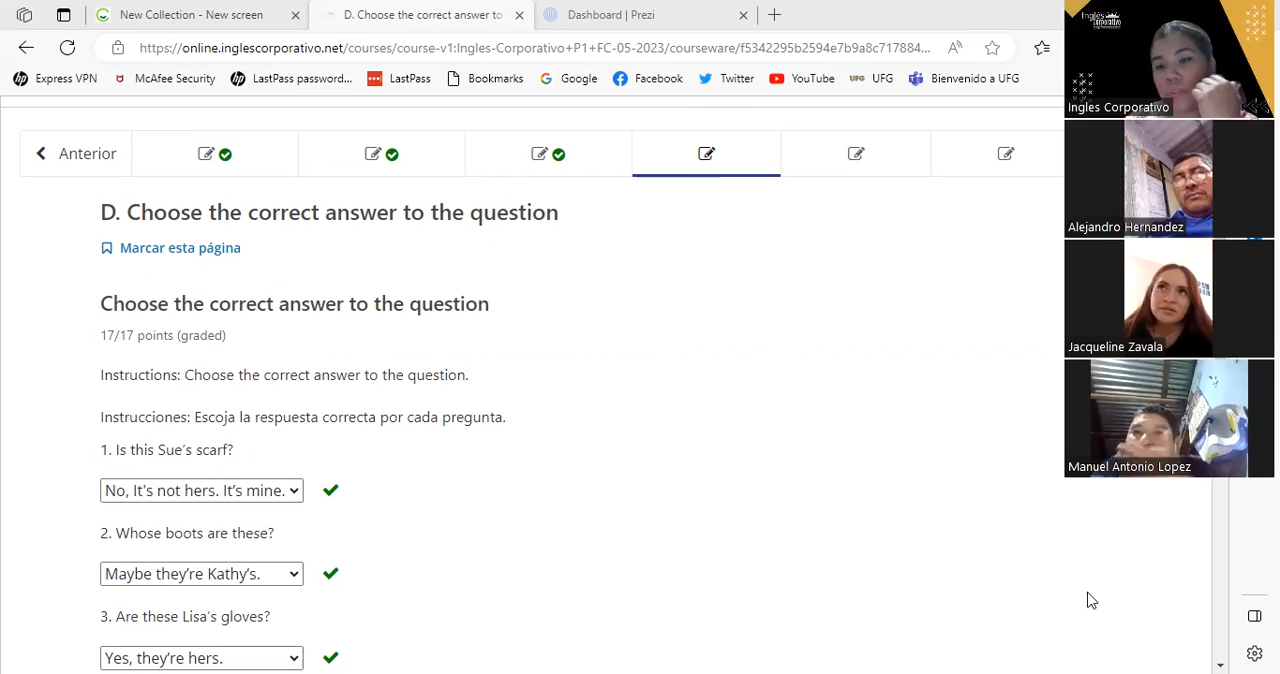 New Collection - New screen
D. Choose the correct answer to
Dashboard | Prezi
https://online.inglescorporativo.net/courses/course-v1:Ingles-Corporativo+P1+FC-05-2023/courseware/f5342295b2594e7b9a8c717884...
Express VPN
McAfee Security
LastPass password...
LastPass
Bookmarks
Google
Facebook
Twitter
YouTube
UFG
UFG
Bienvenido a UFG
Inglés
corporativo
Ingles Corporativo
Alejandro Hernandez
Jacqueline Zavala
Manuel Antonio Lopez
Anterior
D. Choose the correct answer to the question
Marcar esta página
Choose the correct answer to the question
17/17 points (graded)
Instructions: Choose the correct answer to the question.
Instrucciones: Escoja la respuesta correcta por cada pregunta.
1. Is this Sue's scarf?
No, It's not hers. It's mine.
2. Whose boots are these?
Maybe they're Kathy's.
3. Are these Lisa's gloves?
Yes, they're hers.